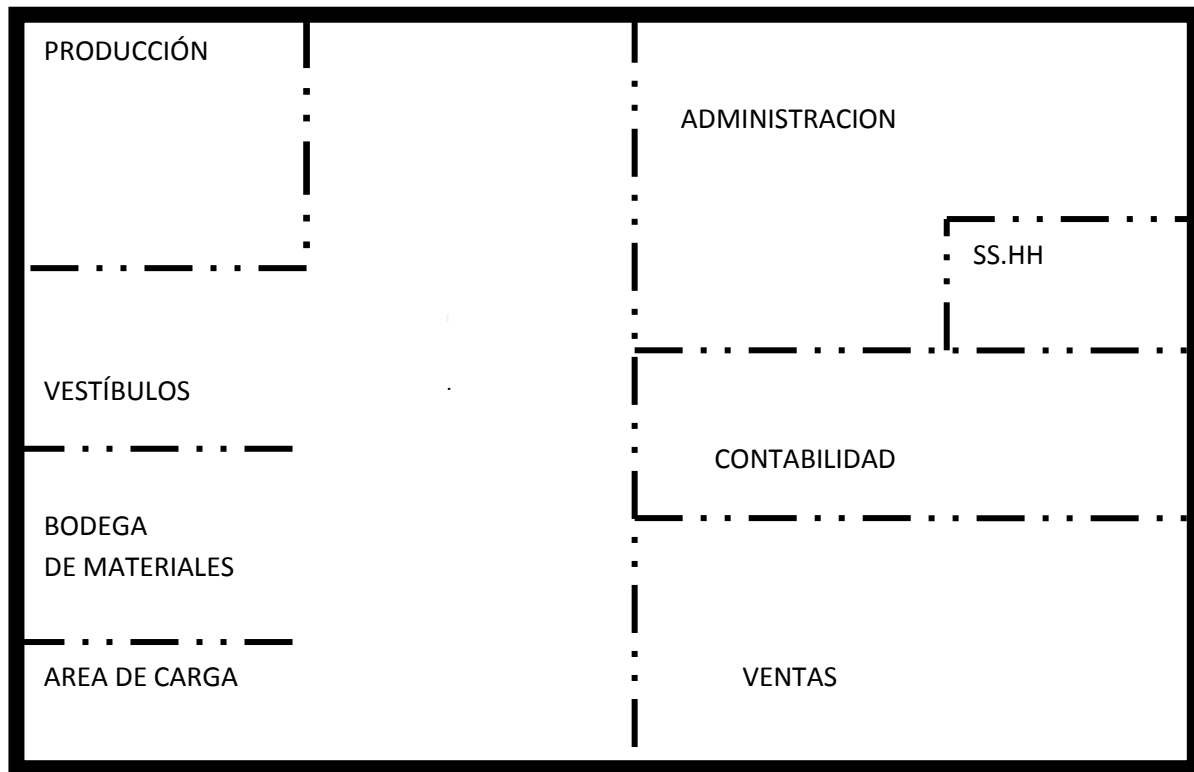 PRODUCCIÓN
ADMINISTRACION
SS.HH
VESTÍBULOS
CONTABILIDAD
BODEGA
DE MATERIALES
AREA DE CARGA
VENTAS